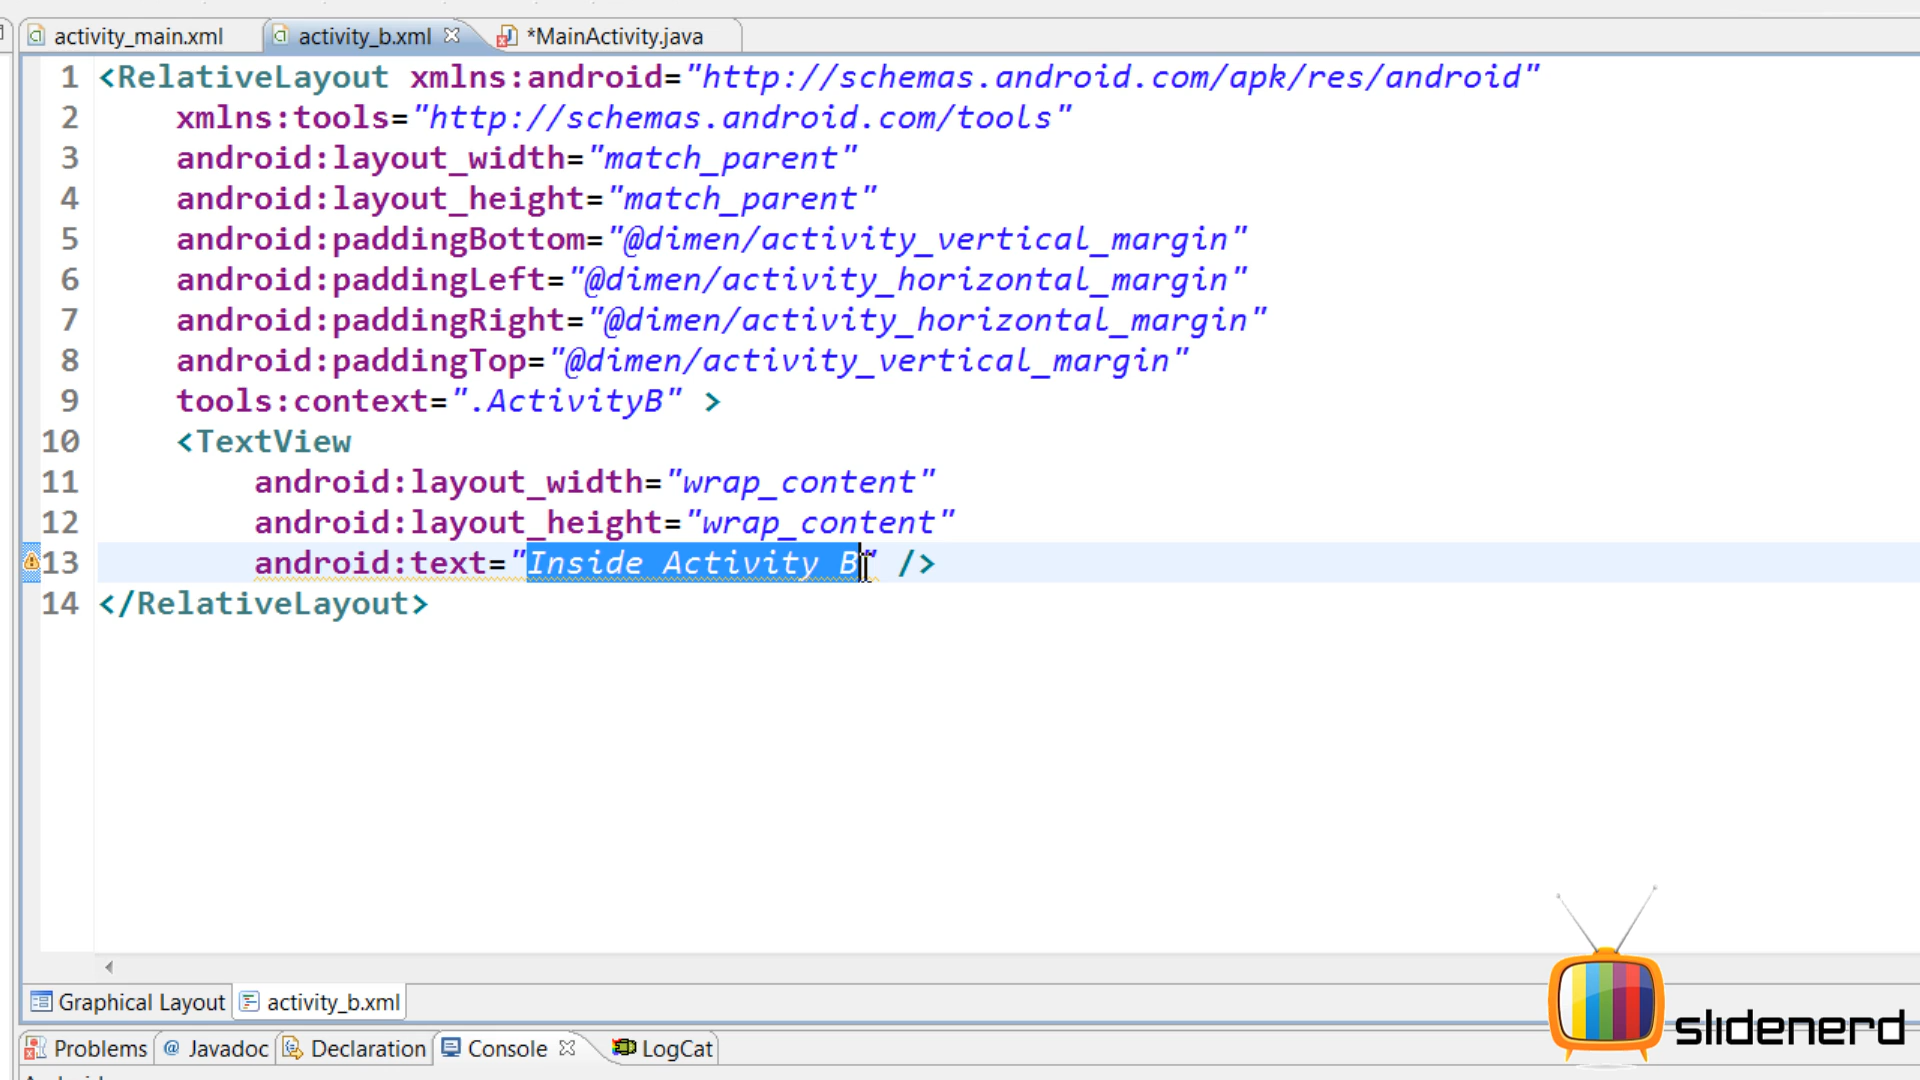 activity_main.xml activity_b.xml *MainActivity.java
1 <RelativeLayout xmlns:android="http://schemas.android.com/apk/res/android"
2 xmlns:tools="http://schemas.android.com/tools"
3 android:layout_width="match_parent"
4 android:layout_height="match_parent"
5 android:paddingBottom="@dimen/activity_vertical_margin"
6 android:paddingLeft="@dimen/activity_horizontal_margin"
7 android:paddingRight="@dimen/activity_horizontal_margin"
8 android:paddingTop="@dimen/activity_vertical_margin"
9 tools:context=".ActivityB" >
10 <TextView
11 android:layout_width="wrap_content"
12 android:layout_height="wrap_content"
13 android:text="Inside Activity B" />
14 </RelativeLayout>
Graphical Layout activity_b.xml
Problems @ Javadoc Declaration Console LogCat
slidenerd